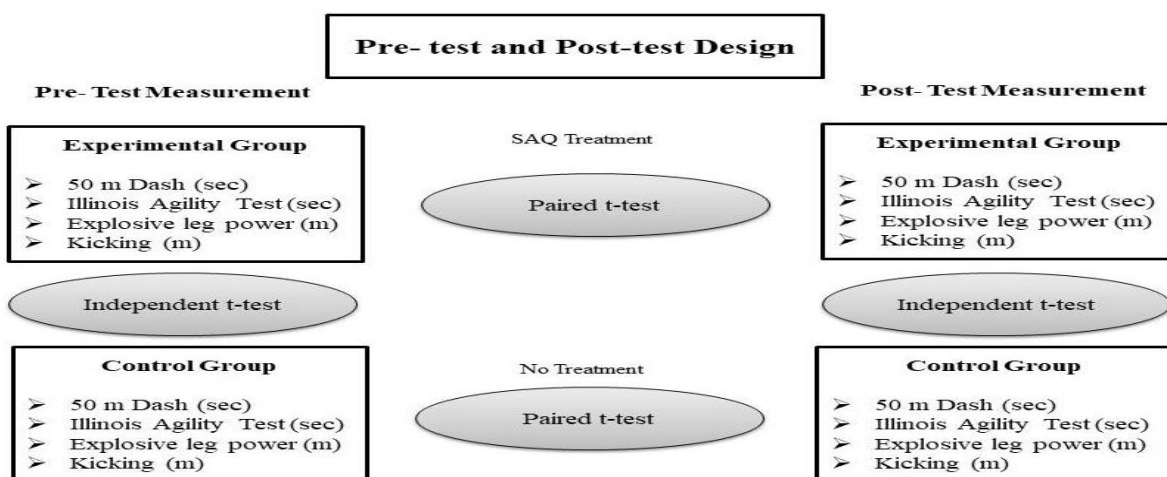 Pre- test and Post-test Design
Pre- Test Measurement
Post- Test Measurement
Experimental Group
➤ 50 m Dash (sec)
➤ Illinois Agility Test (sec)
➤ Explosive leg power (m)
➤ Kicking (m)
SAQ Treatment
Paired t-test
Experimental Group
➤ 50 m Dash (sec)
➤ Illinois Agility Test (sec)
➤ Explosive leg power (m)
➤ Kicking (m)
Independent t-test
Independent t-test
Control Group
➤ 50 m Dash (sec)
➤ Illinois Agility Test (sec)
➤ Explosive leg power (m)
➤ Kicking (m)
No Treatment
Paired t-test
Control Group
➤ 50 m Dash (sec)
➤ Illinois Agility Test (sec)
➤ Explosive leg power (m)
➤ Kicking (m)